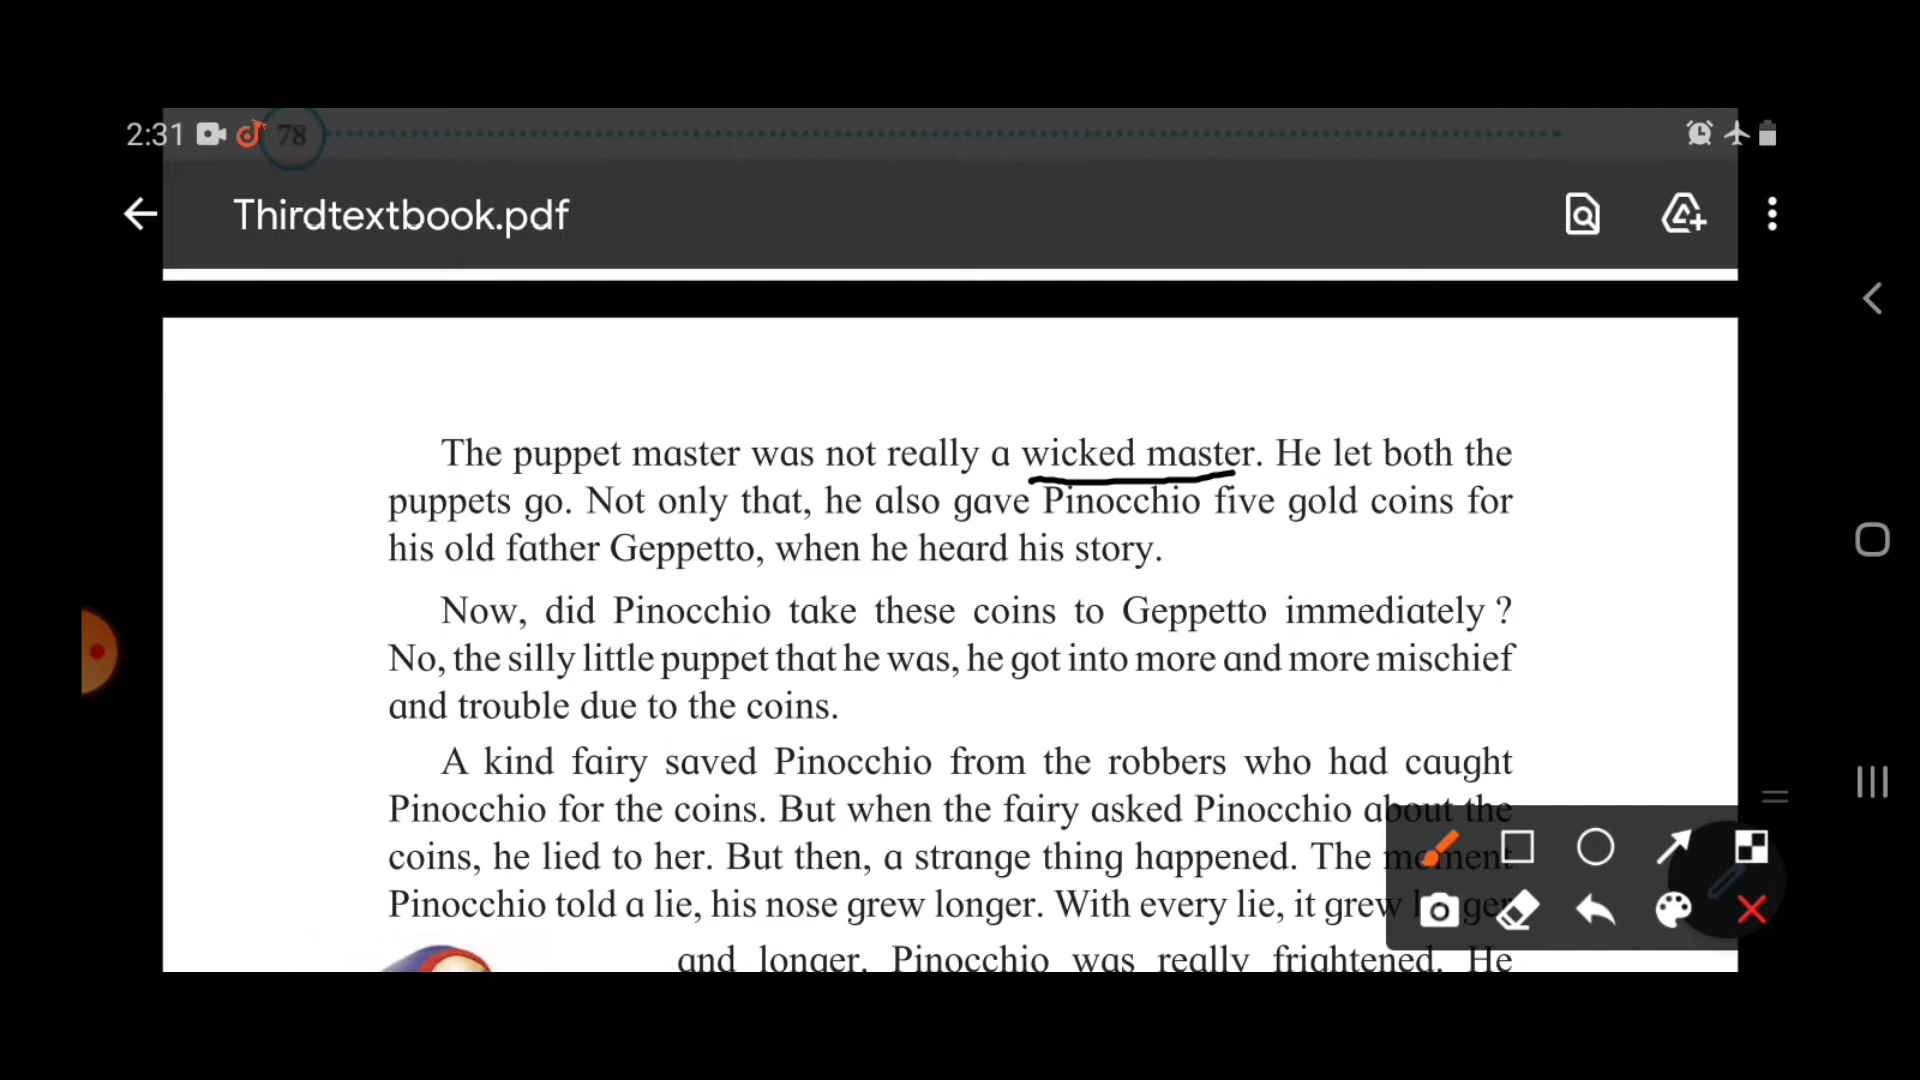 2:31
78
Thirdtextbook.pdf
The puppet master was not really a wicked master. He let both the
puppets go. Not only that, he also gave Pinocchio five gold coins for
his old father Geppetto, when he heard his story.
Now, did Pinocchio take these coins to Geppetto immediately ?
No, the silly little puppet that he was, he got into more and more mischief
and trouble due to the coins.
A kind fairy saved Pinocchio from the robbers who had caught
Pinocchio for the coins. But when the fairy asked Pinocchio about the
coins, he lied to her. But then, a strange thing happened. The moment
Pinocchio told a lie, his nose grew longer. With every lie, it grew longer
and longer. Pinocchio was really frightened. He